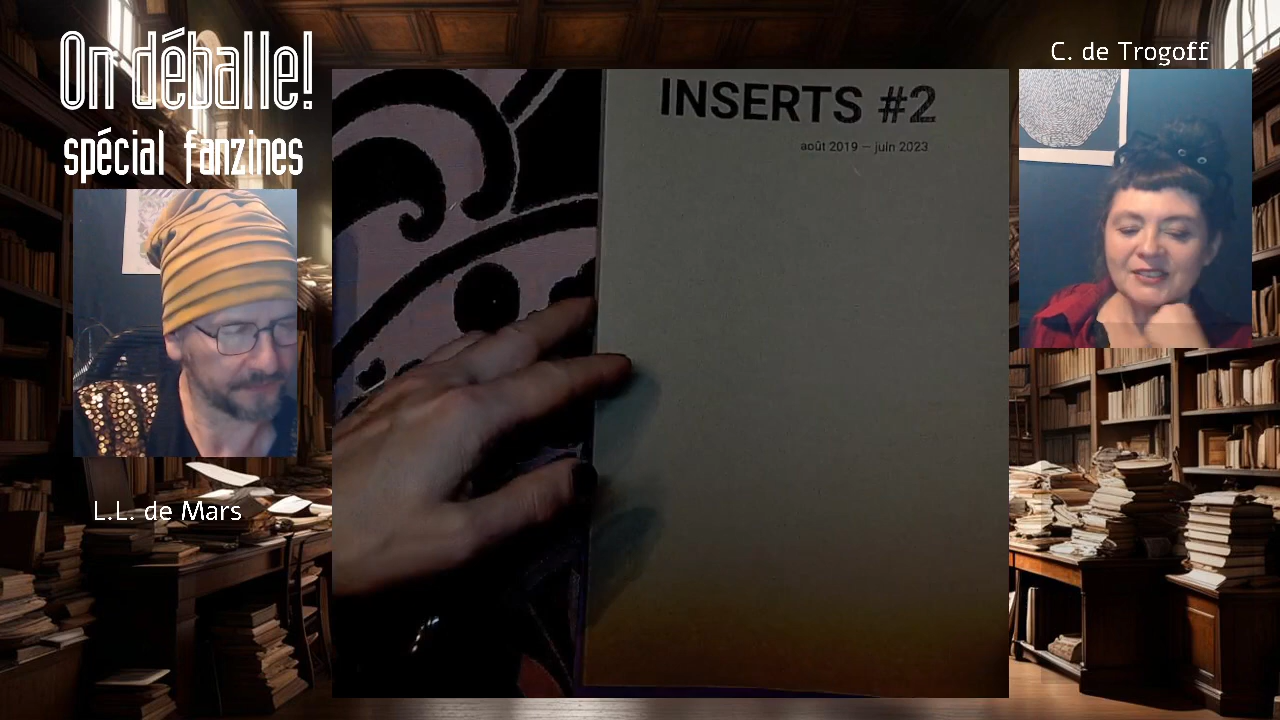 On déballe!
spécial fanzines
L.L. de Mars
INSERTS #2
août 2019 – juin 2023
C. de Trogoff